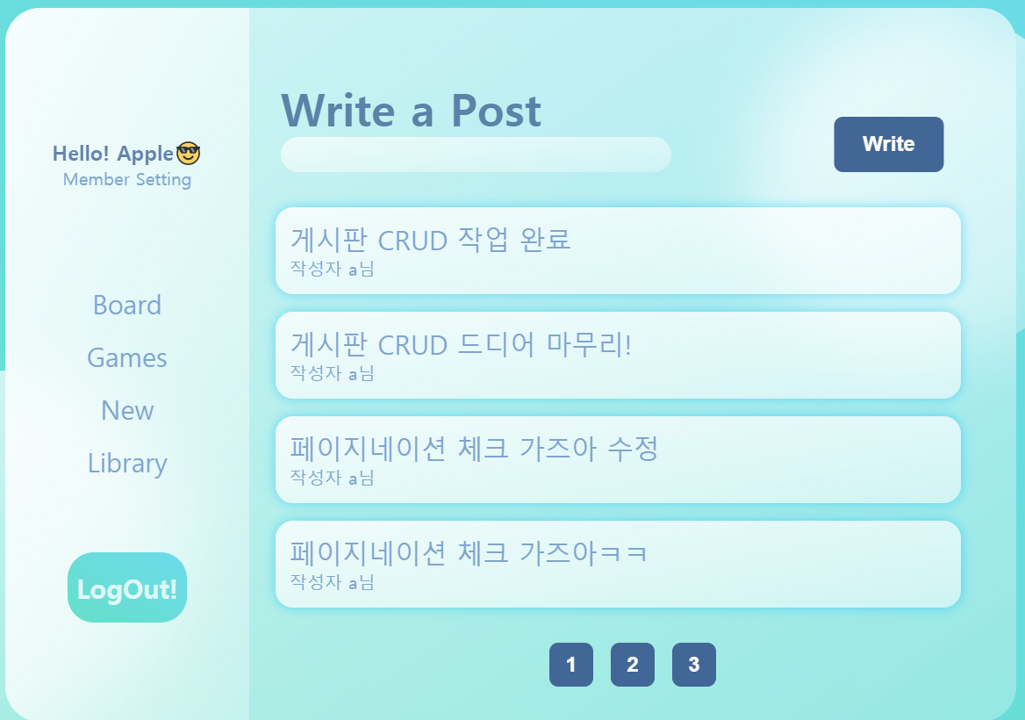 Hello! Apple😎
Member Setting
Board
Games
New
Library
LogOut!
Write a Post
Write
게시판 CRUD 작업 완료
작성자 a님
게시판 CRUD 드디어 마무리!
작성자 a님
페이지네이션 체크 가즈아 수정
작성자 a님
페이지네이션 체크 가즈아ㅋㅋ
작성자 a님
1 2 3